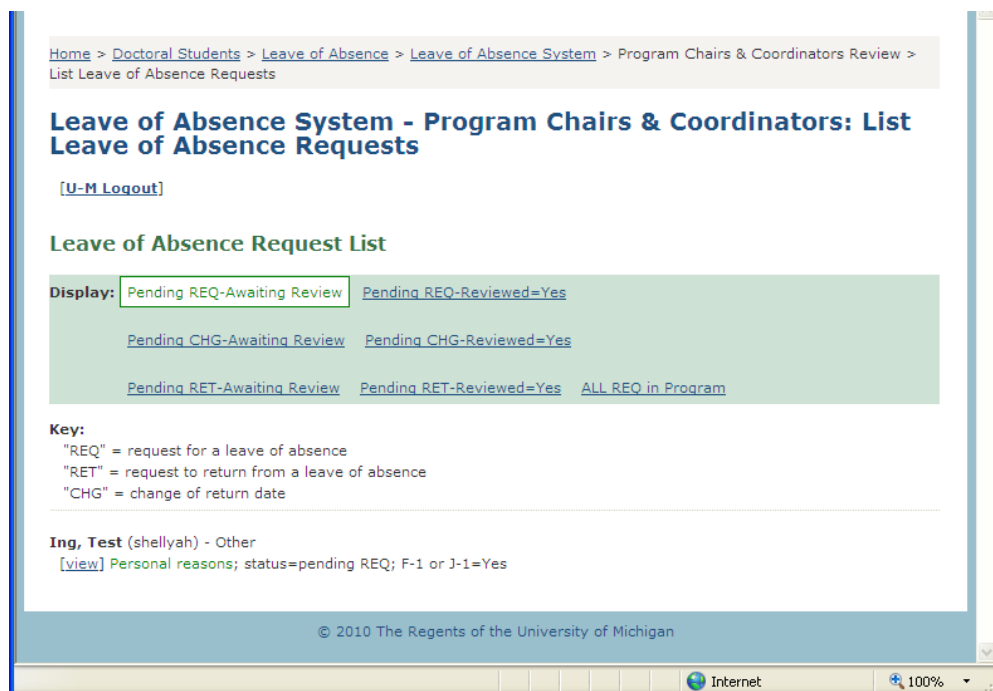 Home > Doctoral Students > Leave of Absence > Leave of Absence System > Program Chairs & Coordinators Review >
List Leave of Absence Requests
Leave of Absence System - Program Chairs & Coordinators: List
Leave of Absence Requests
[U-M Logout]
Leave of Absence Request List
Display: Pending REQ-Awaiting Review Pending REQ-Reviewed=Yes
Pending CHG-Awaiting Review Pending CHG-Reviewed=Yes
Pending RET-Awaiting Review Pending RET-Reviewed=Yes ALL REQ in Program
Key:
"REQ" = request for a leave of absence
"RET" = request to return from a leave of absence
"CHG" = change of return date
Ing, Test (shellyah) - Other
[view] Personal reasons; status=pending REQ; F-1 or J-1=Yes
© 2010 The Regents of the University of Michigan
Internet 100%